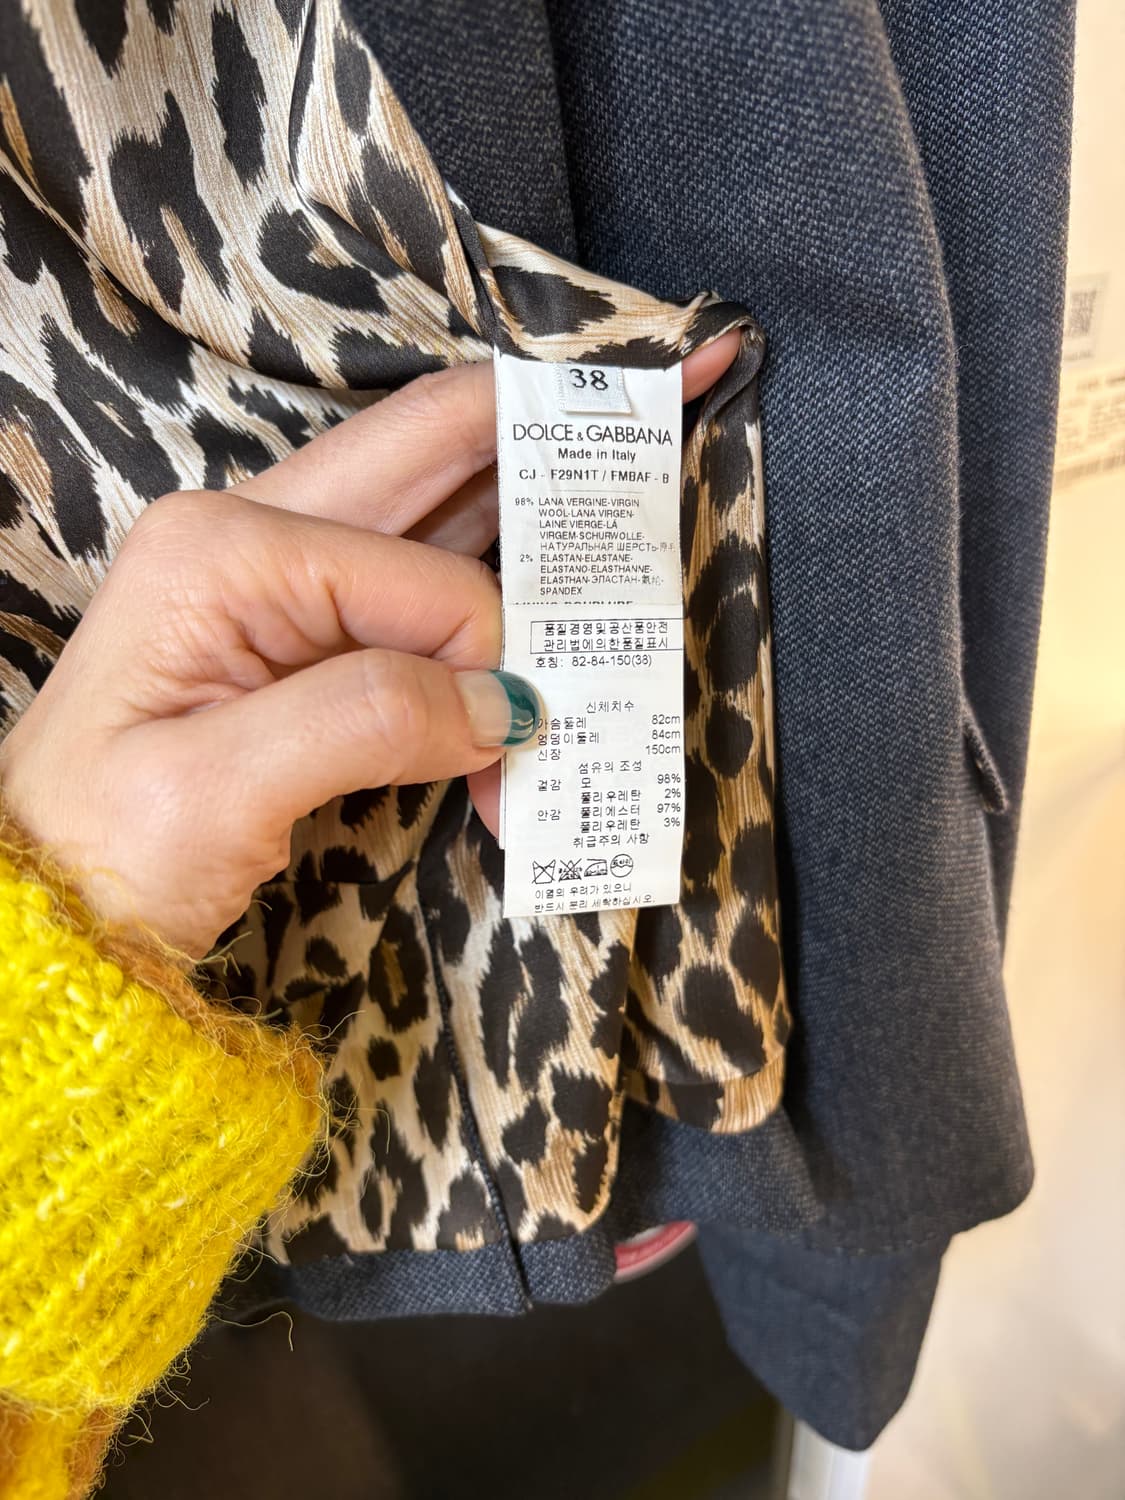 38
DOLCE & GABBANA
Made in Italy
CJ - F29N1T / FMBAF - B
98% LANA VERGINE-VIRGIN
WOOL-LANA VIRGEN-
LAINE VIERGE-LÃ
VIRGEM-SCHURWOLLE-
НАТУРАЛЬНАЯ ШЕРСТЬ-原毛
2% ELASTAN-ELASTANE-
ELASTANO-ELASTHANNE-
ELASTHAN-ЭЛАСТАН-氨纶-
SPANDEX
품질경영및공산품안전
관리법에의한품질표시
호칭: 82-84-150(38)
신체치수
가슴둘레 82cm
엉덩이둘레 84cm
신장 150cm
섬유의 조성
겉감 모 98%
폴리우레탄 2%
안감 폴리에스터 97%
폴리우레탄 3%
취급주의 사항
이염의 우려가 있으니
반드시 분리 세탁하십시오.